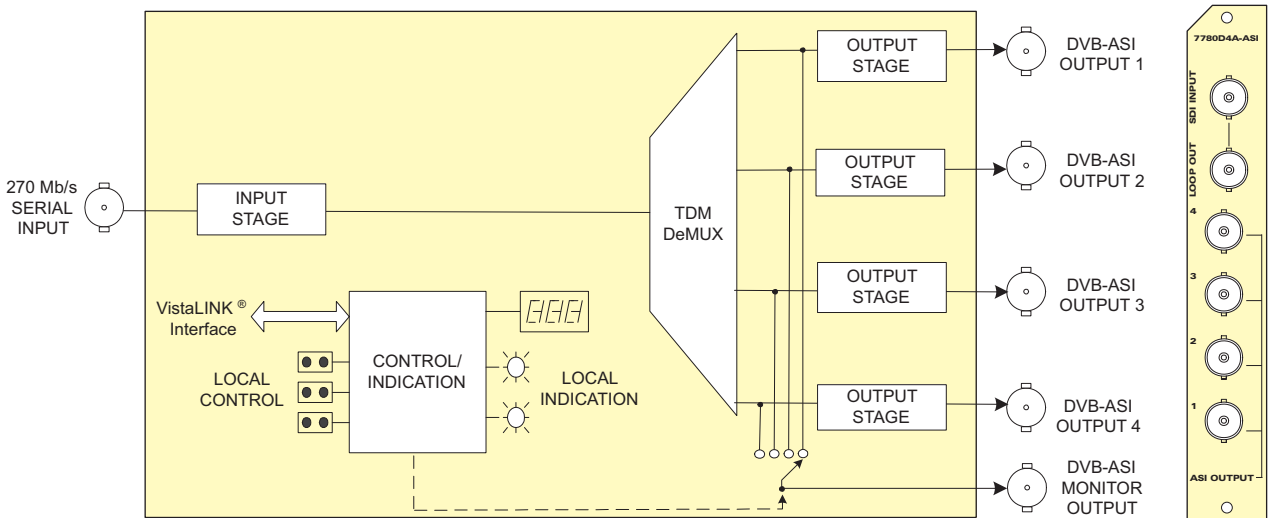 270 Mb/s
SERIAL
INPUT
INPUT
STAGE
TDM
DeMUX
OUTPUT
STAGE
DVB-ASI
OUTPUT 1
OUTPUT
STAGE
DVB-ASI
OUTPUT 2
OUTPUT
STAGE
DVB-ASI
OUTPUT 3
OUTPUT
STAGE
DVB-ASI
OUTPUT 4
DVB-ASI
MONITOR
OUTPUT
VistaLINK ®
Interface
LOCAL
CONTROL
CONTROL/
INDICATION
LOCAL
INDICATION
7780D4A-ASI
SDI INPUT
LOOP OUT
4
3
2
1
ASI OUTPUT